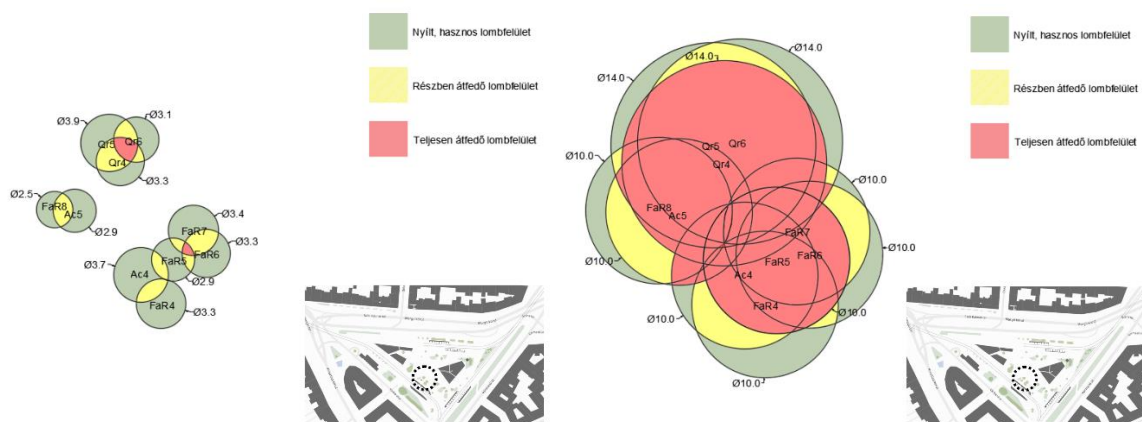 Nyílt, hasznos lombfelület
Részben átfedő lombfelület
Teljesen átfedő lombfelület
Ø3.9
Ø3.1
Qr5
Qr6
Qr4
Ø3.3
Ø2.5
FaR8
Ac5
Ø2.9
Ø3.4
FaR7
Ø3.3
FaR6
Ø3.7
Ac4
FaR5
Ø2.9
FaR4
Ø3.3
Nyílt, hasznos lombfelület
Részben átfedő lombfelület
Teljesen átfedő lombfelület
Ø14.0
Ø14.0
Ø14.0
Qr5
Qr6
Qr4
Ø10.0
Ø10.0
FaR8
Ac5
FaR7
Ø10.0
FaR6
Ø10.0
FaR5
Ac4
FaR4
Ø10.0
Ø10.0
Ø10.0